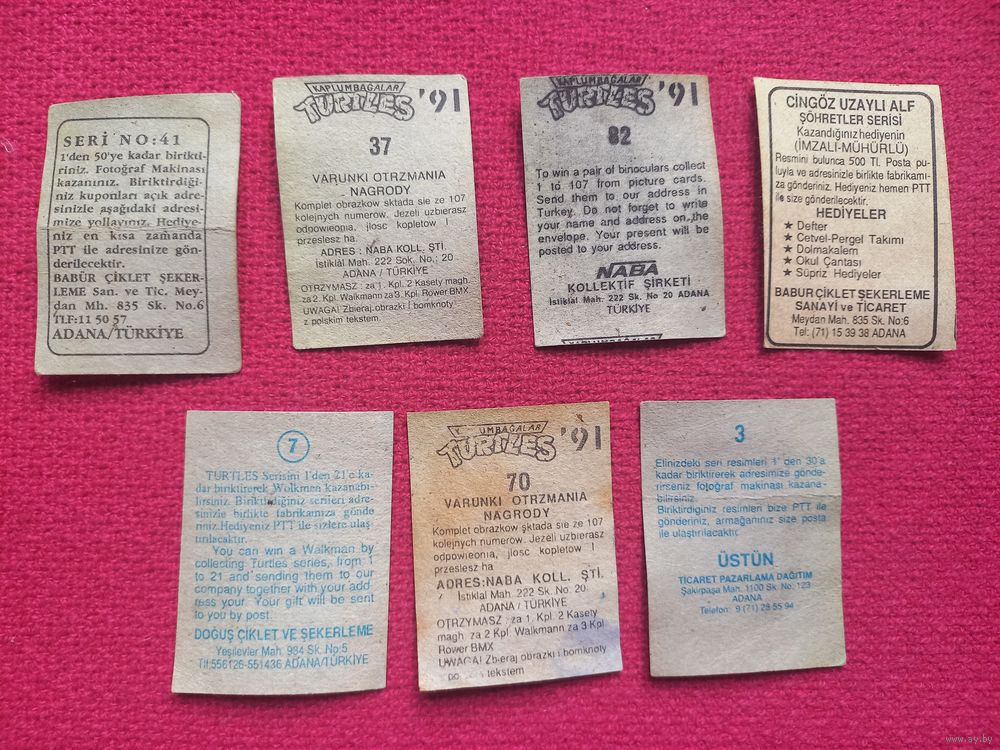 SERİ NO:41
1'den 50'ye kadar birikti-
riniz. Fotoğraf Makinası
kazanınız. Biriktirdiği-
niz kuponları açık adre-
sinizle aşağıdaki adresi-
mize yollayınız. Hediye-
niz en kısa zamanda
PTT ile adresinize gön-
derilecektir.
BABÜR ÇİKLET ŞEKER-
LEME San. ve Tic. Mey-
dan Mh. 835 Sk. No.6
TLF:11 50 57
ADANA/TÜRKİYE
KAPLUMBAĞALAR
TURTLES '91
37
VARUNKI OTRZMANIA
NAGRODY
Komplet obrazkow sktada sie ze 107
kolejnych numerow. Jezeli uzbierasz
odpowieonia, jlosc kopletow I
przeslesz ha
ADRES : NABA KOLL. ŞTİ.
İstiklal Mah. 222 Sok. No.; 20
ADANA / TÜRKİYE
OTRZYMASZ : za 1. Kpl. 2 Kasety magh.
za 2. Kpl. Walkmann za 3. Kpl. Rower BMX
UWAGA! Zbieraj obrazki i bomknoty
z polskim tekstem.
KAPLUMBAĞALAR
TURTLES '91
82
To win a pair of binoculars collect
1 to 107 from picture cards.
Send them to our address in
Turkey. Do not forget to write
your name and address on the
envelope. Your present will be
posted to your address.
NABA
KOLLEKTİF ŞİRKETİ
İstiklal Mah. 222 Sk. No 20 ADANA
TÜRKİYE
CİNGÖZ UZAYLI ALF
ŞÖHRETLER SERİSİ
Kazandığınız hediyenin
(İMZALI-MÜHÜRLÜ)
Resmini bulunca 500 Tl. Posta pu-
luyla ve adresinizle birlikte fabrikamı-
za gönderiniz. Hediyeniz hemen PTT
ile size gönderilecektir.
HEDİYELER
★ Defter
★ Cetvel-Pergel Takımı
★ Dolmakalem
★ Okul Çantası
★ Süpriz Hediyeler
BABUR ÇİKLET ŞEKERLEME
SANAYİ ve TİCARET
Meydan Mah. 835 Sk. No:6
Tel: (71) 15 39 38 ADANA
7
TURTLES Serisini 1'den 21'e ka-
dar biriktirerek Wolkmen kazanabi-
lirsiniz. Biriktirdiğiniz serileri adre-
sinizle birlikte fabrikamıza gönde
riniz.Hediyeniz PTT ile sizlere ulaş-
tırılacaktır.
You can win a Walkman by
collecting Turtles series, from 1
to 21 and sending them to our
company together with your add
ress your. Your gift will be sent
to you by post.
DOĞUŞ ÇİKLET VE ŞEKERLEME
Yeşilevler Mah. 984 Sk. No:5
Tlf:556126-551436 ADANA/TÜRKİYE
K UMBAĞALAR
TURTLES '91
70
VARUNKI OTRZMANIA
NAGRODY
Komplet obrazkow şktada sie ze 107
kolejnych numerow. Jezeli uzbierasz
odpowieonia, jlosc kopletow I
przeslesz ha
ADRES:NABA KOLL. ŞTİ.
İstiklal Mah. 222 Sk. No: 20
ADANA / TÜRKİYE
OTRZYMASZ : za 1. Kpl. 2 Kasety
magh. za 2 Kpl. Walkmann za 3 Kpl
Rower BMX
UWAGA! Zbieraj obrazki i bomknoty
tekstem
3
Elinizdeki seri resimleri 1' den 30'a
kadar biriktirerek adresimize gönde-
rirseniz fotoğraf makinası kazana-
bilirsiniz.
Biriktirdiğiniz resimleri bize PTT ile
gönderiniz, armağanınız size posta
ile ulaştırılacaktır.
ÜSTÜN
TİCARET PAZARLAMA DAĞITIM
Şakirpaşa Mah. 1100 Sk. No: 123
ADANA
Telefon: 9 (71) 28 55 94
www.ay.by